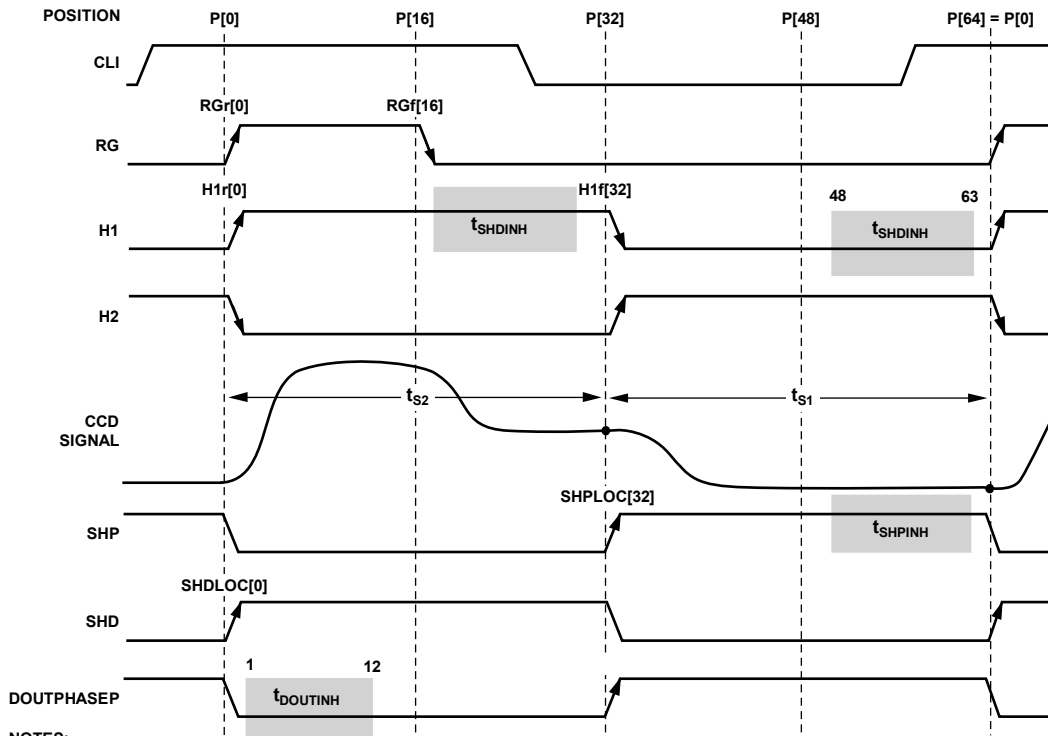 POSITION P[0] P[16] P[32] P[48] P[64] = P[0]
CLI
RGr[0] RGf[16]
RG
H1r[0] H1f[32] 48 63
H1 tSHDINH tSHDINH
H2
tS2 tS1
CCD
SIGNAL
SHPLOC[32]
SHP tSHPINH
SHDLOC[0]
SHD
1 12
DOUTPHASEP tDOUTINH
NOTES: